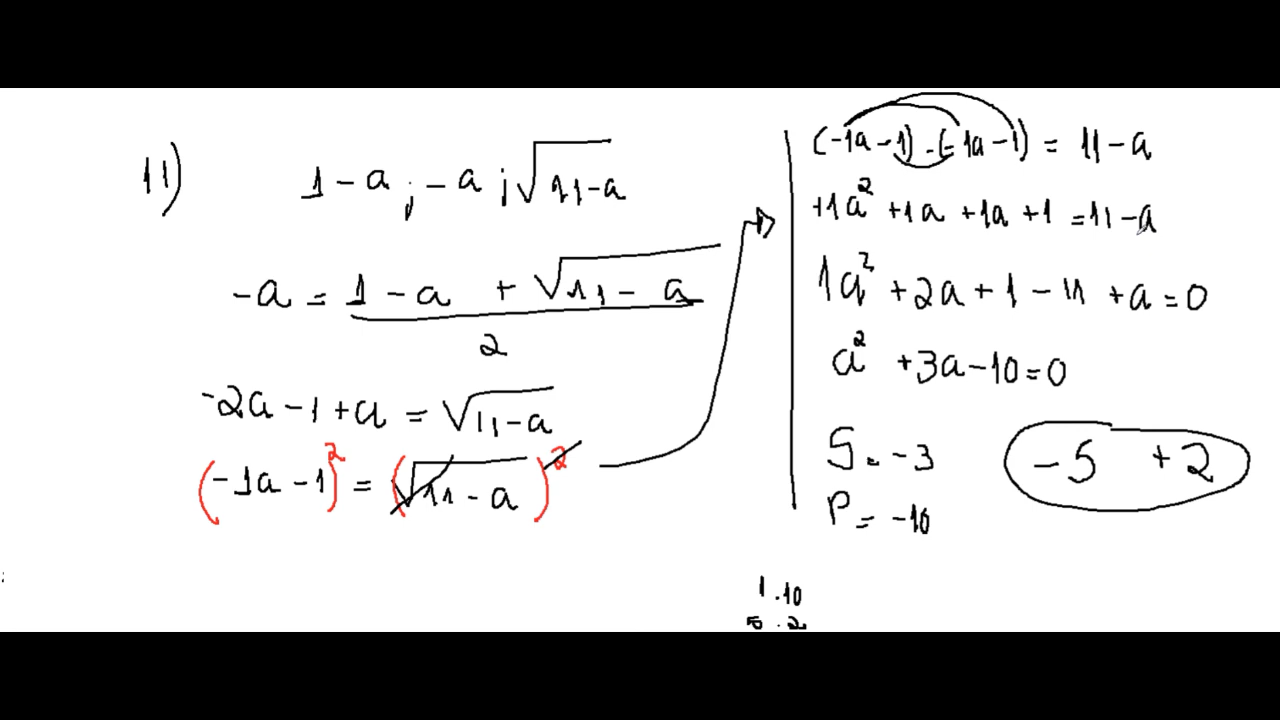 11) 1-a ; -a ; √11-a
-a = 1-a + √11-a
2
-2a-1+a = √11-a
(-1a-1)² = (√11-a)²
(-1a-1).(-1a-1) = 11-a
+1a²+1a+1a+1=11-a
1a²+2a+1-11+a=0
a²+3a-10=0
S=-3
P=-10
-5 +2
1.10
5.2